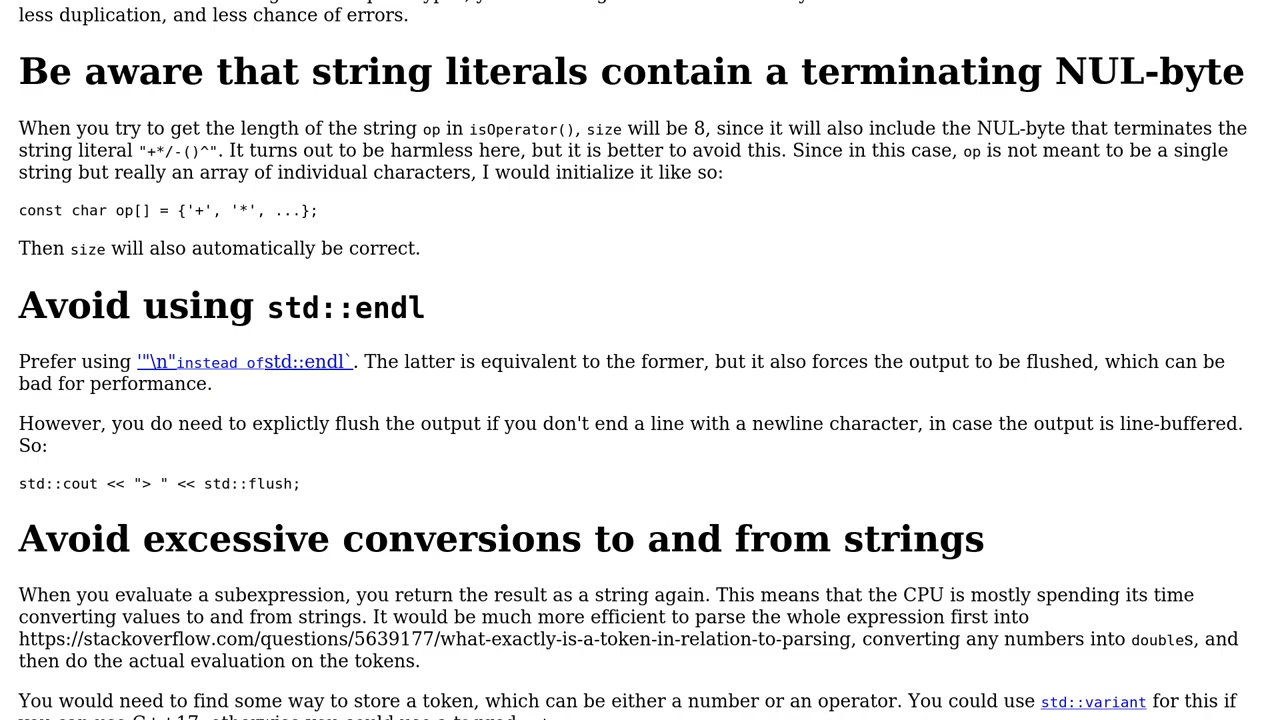 less duplication, and less chance of errors.
Be aware that string literals contain a terminating NUL-byte
When you try to get the length of the string op in isOperator(), size will be 8, since it will also include the NUL-byte that terminates the
string literal "+*/-()^". It turns out to be harmless here, but it is better to avoid this. Since in this case, op is not meant to be a single
string but really an array of individual characters, I would initialize it like so:
const char op[] = {'+', '*', ...};
Then size will also automatically be correct.
Avoid using std::endl
Prefer using '"\n"instead ofstd::endl`. The latter is equivalent to the former, but it also forces the output to be flushed, which can be
bad for performance.
However, you do need to explictly flush the output if you don't end a line with a newline character, in case the output is line-buffered.
So:
std::cout << "> " << std::flush;
Avoid excessive conversions to and from strings
When you evaluate a subexpression, you return the result as a string again. This means that the CPU is mostly spending its time
converting values to and from strings. It would be much more efficient to parse the whole expression first into
https://stackoverflow.com/questions/5639177/what-exactly-is-a-token-in-relation-to-parsing, converting any numbers into doubles, and
then do the actual evaluation on the tokens.
You would need to find some way to store a token, which can be either a number or an operator. You could use std::variant for this if